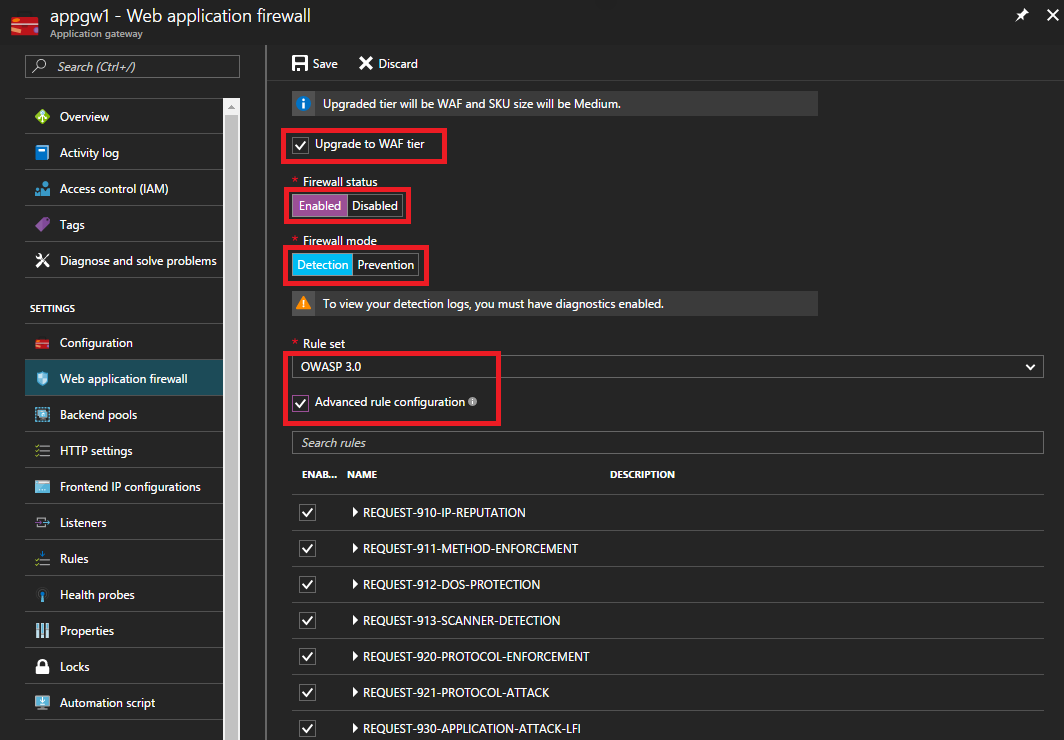 appgw1 - Web application firewall
Application gateway
Search (Ctrl+/)
Overview
Activity log
Access control (IAM)
Tags
Diagnose and solve problems
SETTINGS
Configuration
Web application firewall
Backend pools
HTTP settings
Frontend IP configurations
Listeners
Rules
Health probes
Properties
Locks
Automation script
Save Discard
Upgraded tier will be WAF and SKU size will be Medium.
Upgrade to WAF tier
* Firewall status
Enabled Disabled
* Firewall mode
Detection Prevention
To view your detection logs, you must have diagnostics enabled.
* Rule set
OWASP 3.0
Advanced rule configuration
Search rules
ENAB... NAME DESCRIPTION
REQUEST-910-IP-REPUTATION
REQUEST-911-METHOD-ENFORCEMENT
REQUEST-912-DOS-PROTECTION
REQUEST-913-SCANNER-DETECTION
REQUEST-920-PROTOCOL-ENFORCEMENT
REQUEST-921-PROTOCOL-ATTACK
REQUEST-930-APPLICATION-ATTACK-LFI